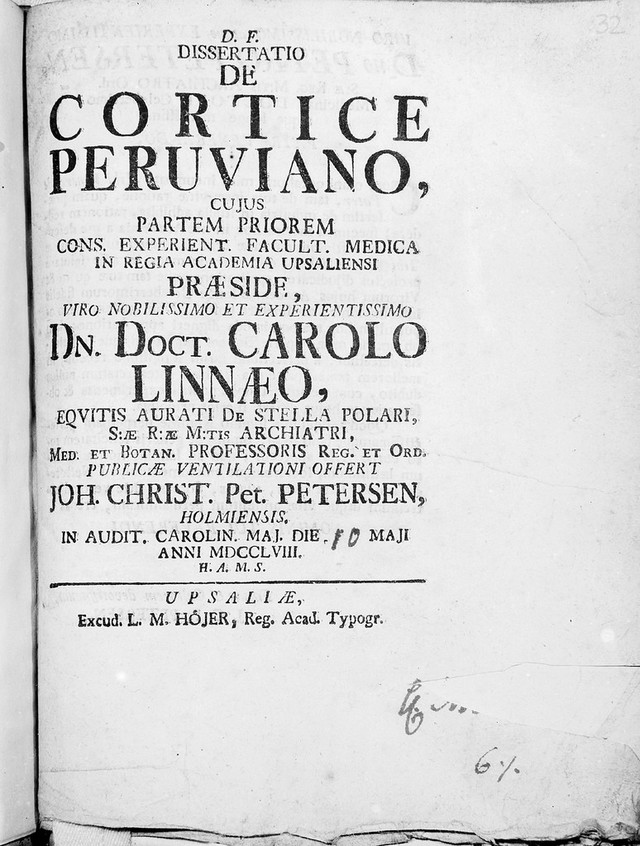 32
D. F.
DISSERTATIO
DE
CORTICE
PERUVIANO,
CUJUS
PARTEM PRIOREM
CONS. EXPERIENT. FACULT. MEDICA
IN REGIA ACADEMIA UPSALIENSI
PRÆSIDE,
VIRO NOBILISSIMO ET EXPERIENTISSIMO
DN. DOCT. CAROLO
LINNÆO,
EQVITIS AURATI DE STELLA POLARI,
S:Æ R:Æ M:TIS ARCHIATRI,
MED. ET BOTAN. PROFESSORIS REG. ET ORD.
PUBLICÆ VENTILATIONI OFFERT
JOH. CHRIST. Pet. PETERSEN,
HOLMIENSIS.
IN AUDIT. CAROLIN. MAJ. DIE. 10 MAJI
ANNI MDCCLVIII.
H. A. M. S.
UPSALIÆ,
Excud. L. M. HÖJER, Reg. Acad. Typogr.